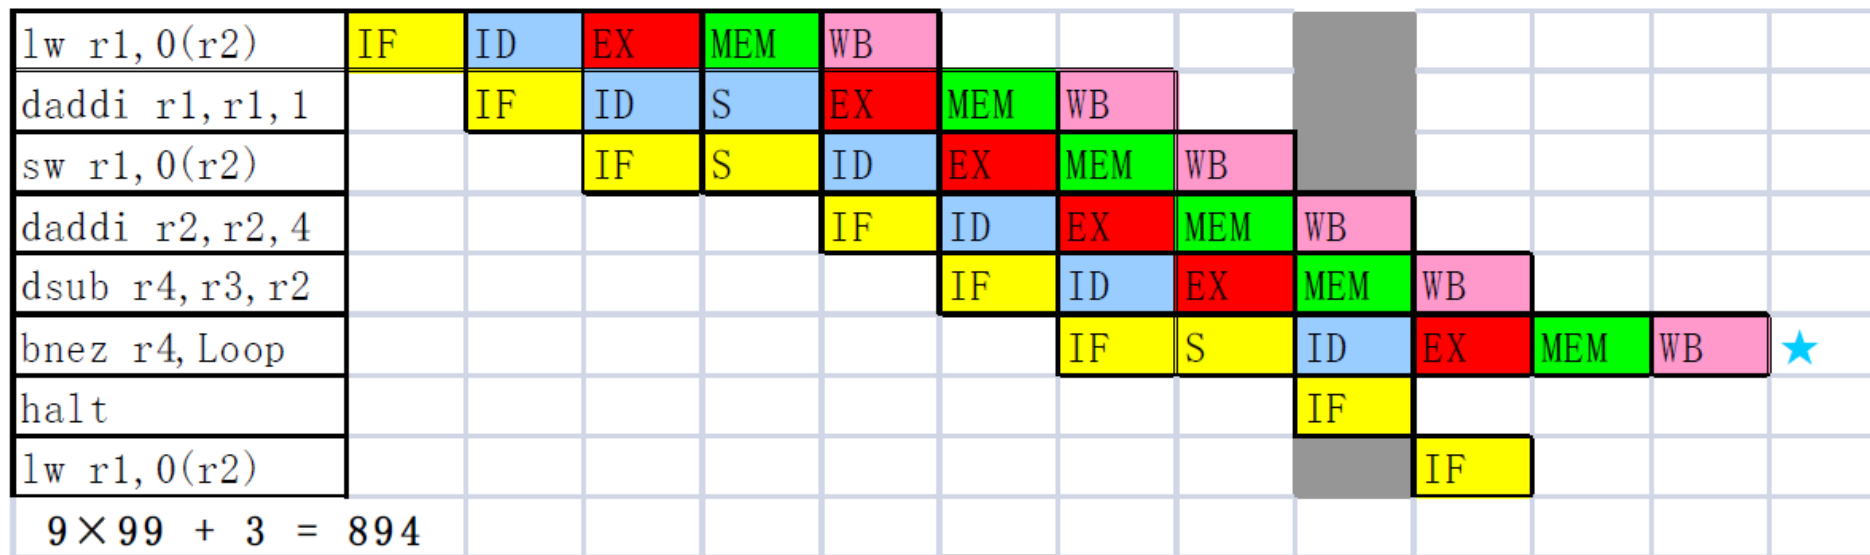 lw r1,0(r2) IF ID EX MEM WB
daddi r1,r1,1 IF ID S EX MEM WB
sw r1,0(r2) IF S ID EX MEM WB
daddi r2,r2,4 IF ID EX MEM WB
dsub r4,r3,r2 IF ID EX MEM WB
bnez r4,Loop IF S ID EX MEM WB ★
halt IF
lw r1,0(r2) IF
9×99 + 3 = 894